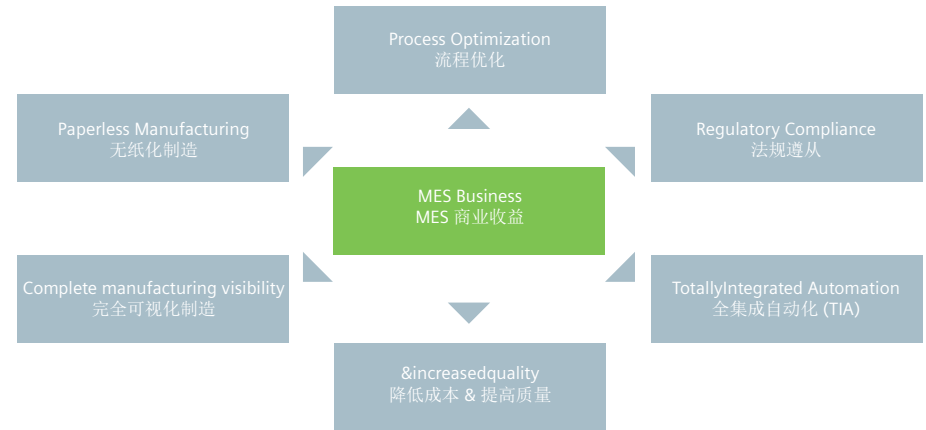 Process Optimization
流程优化
Paperless Manufacturing
无纸化制造
Regulatory Compliance
法规遵从
MES Business
MES 商业收益
Complete manufacturing visibility
完全可视化制造
TotallyIntegrated Automation
全集成自动化 (TIA)
&increasedquality
降低成本 & 提高质量